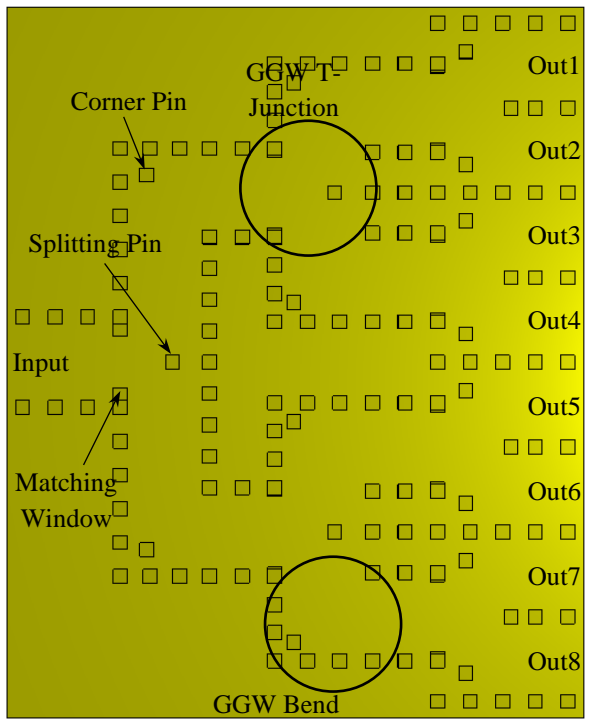 Out1
GGW T-
Junction
Corner Pin
Out2
Splitting Pin
Out3
Out4
Input
Out5
Matching
Window
Out6
Out7
Out8
GGW Bend